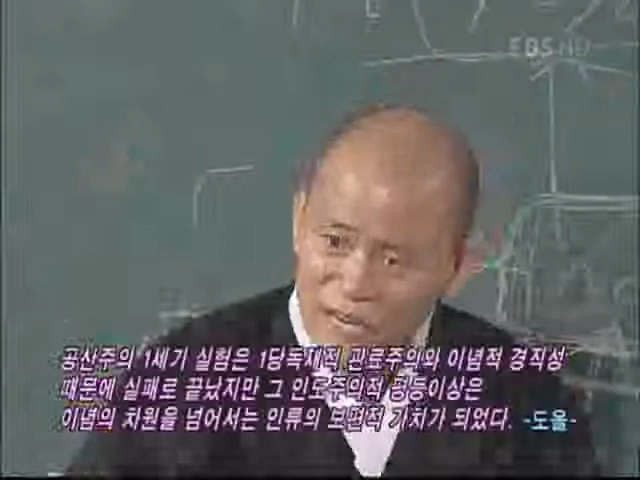 EBS HD
공산주의 1세기 실험은 1당독재적 관료주의와 이념적 경직성
때문에 실패로 끝났지만 그 인도주의적 평등이상은
이념의 차원을 넘어서는 인류의 보편적 가치가 되었다. -도올-